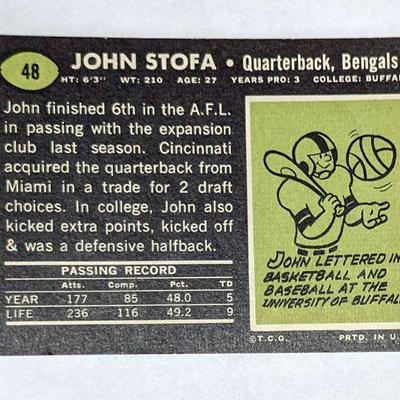 48 JOHN STOFA • Quarterback, Bengals
HT: 6'3" WT: 210 AGE: 27 YEARS PRO: 3 COLLEGE: BUFFAL
John finished 6th in the A.F.L.
in passing with the expansion
club last season. Cincinnati
acquired the quarterback from
Miami in a trade for 2 draft
choices. In college, John also
kicked extra points, kicked off
& was a defensive halfback.
PASSING RECORD
Atts. Comp. Pct. TD
YEAR 177 85 48.0 5
LIFE 236 116 49.2 9
JOHN LETTERED IN
BASKETBALL AND
BASEBALL AT THE
UNIVERSITY OF BUFFAL
©T.C.G. PRTD. IN U.